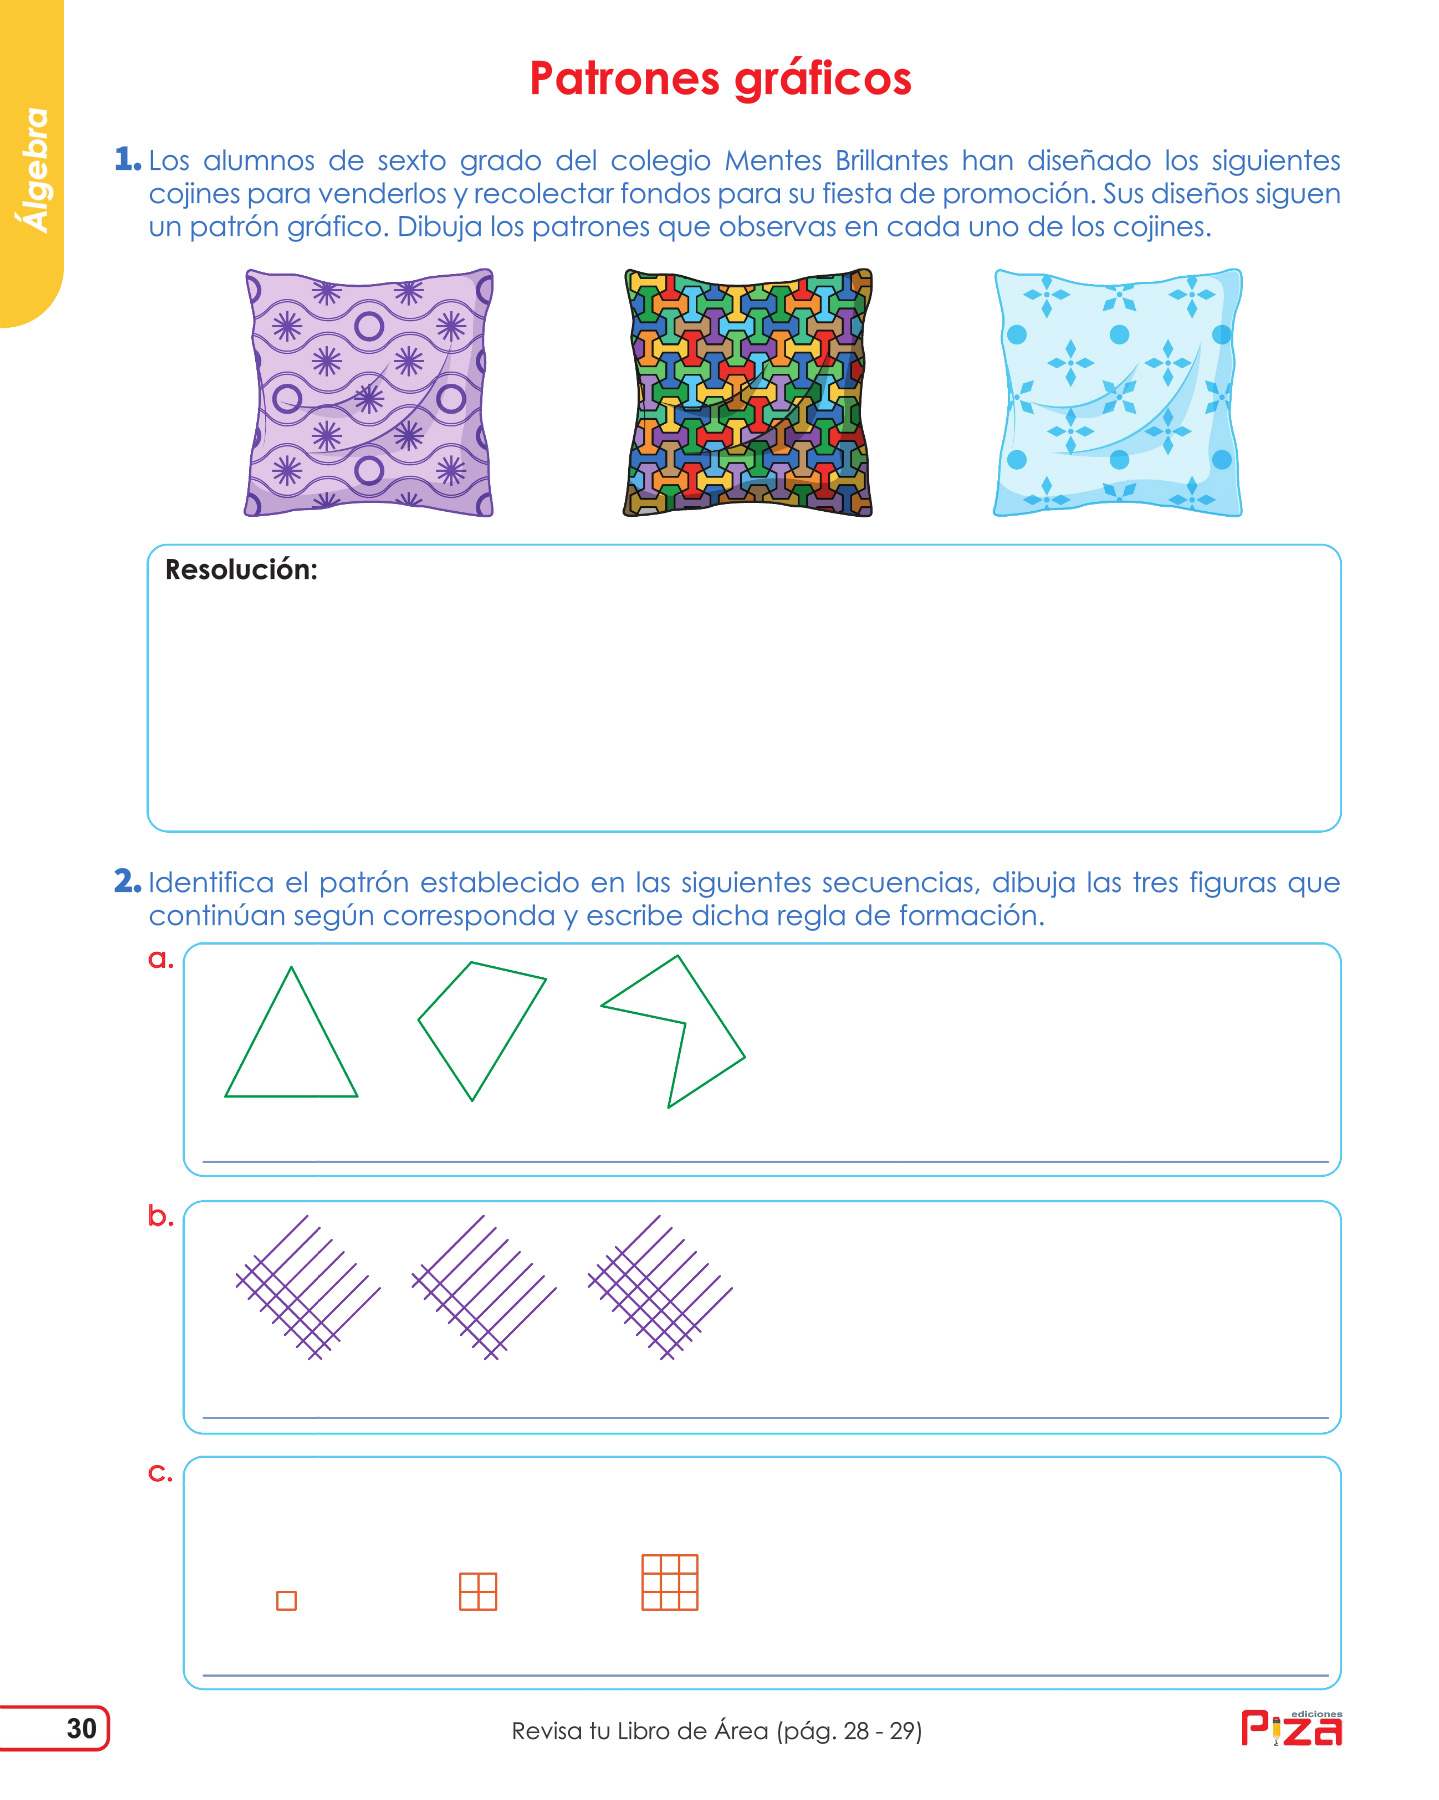 Álgebra
Patrones gráficos
1. Los alumnos de sexto grado del colegio Mentes Brillantes han diseñado los siguientes
cojines para venderlos y recolectar fondos para su fiesta de promoción. Sus diseños siguen
un patrón gráfico. Dibuja los patrones que observas en cada uno de los cojines.
Resolución:
2. Identifica el patrón establecido en las siguientes secuencias, dibuja las tres figuras que
continúan según corresponda y escribe dicha regla de formación.
a.
b.
c.
30
Revisa tu Libro de Área (pág. 28 - 29)
ediciones
Piza